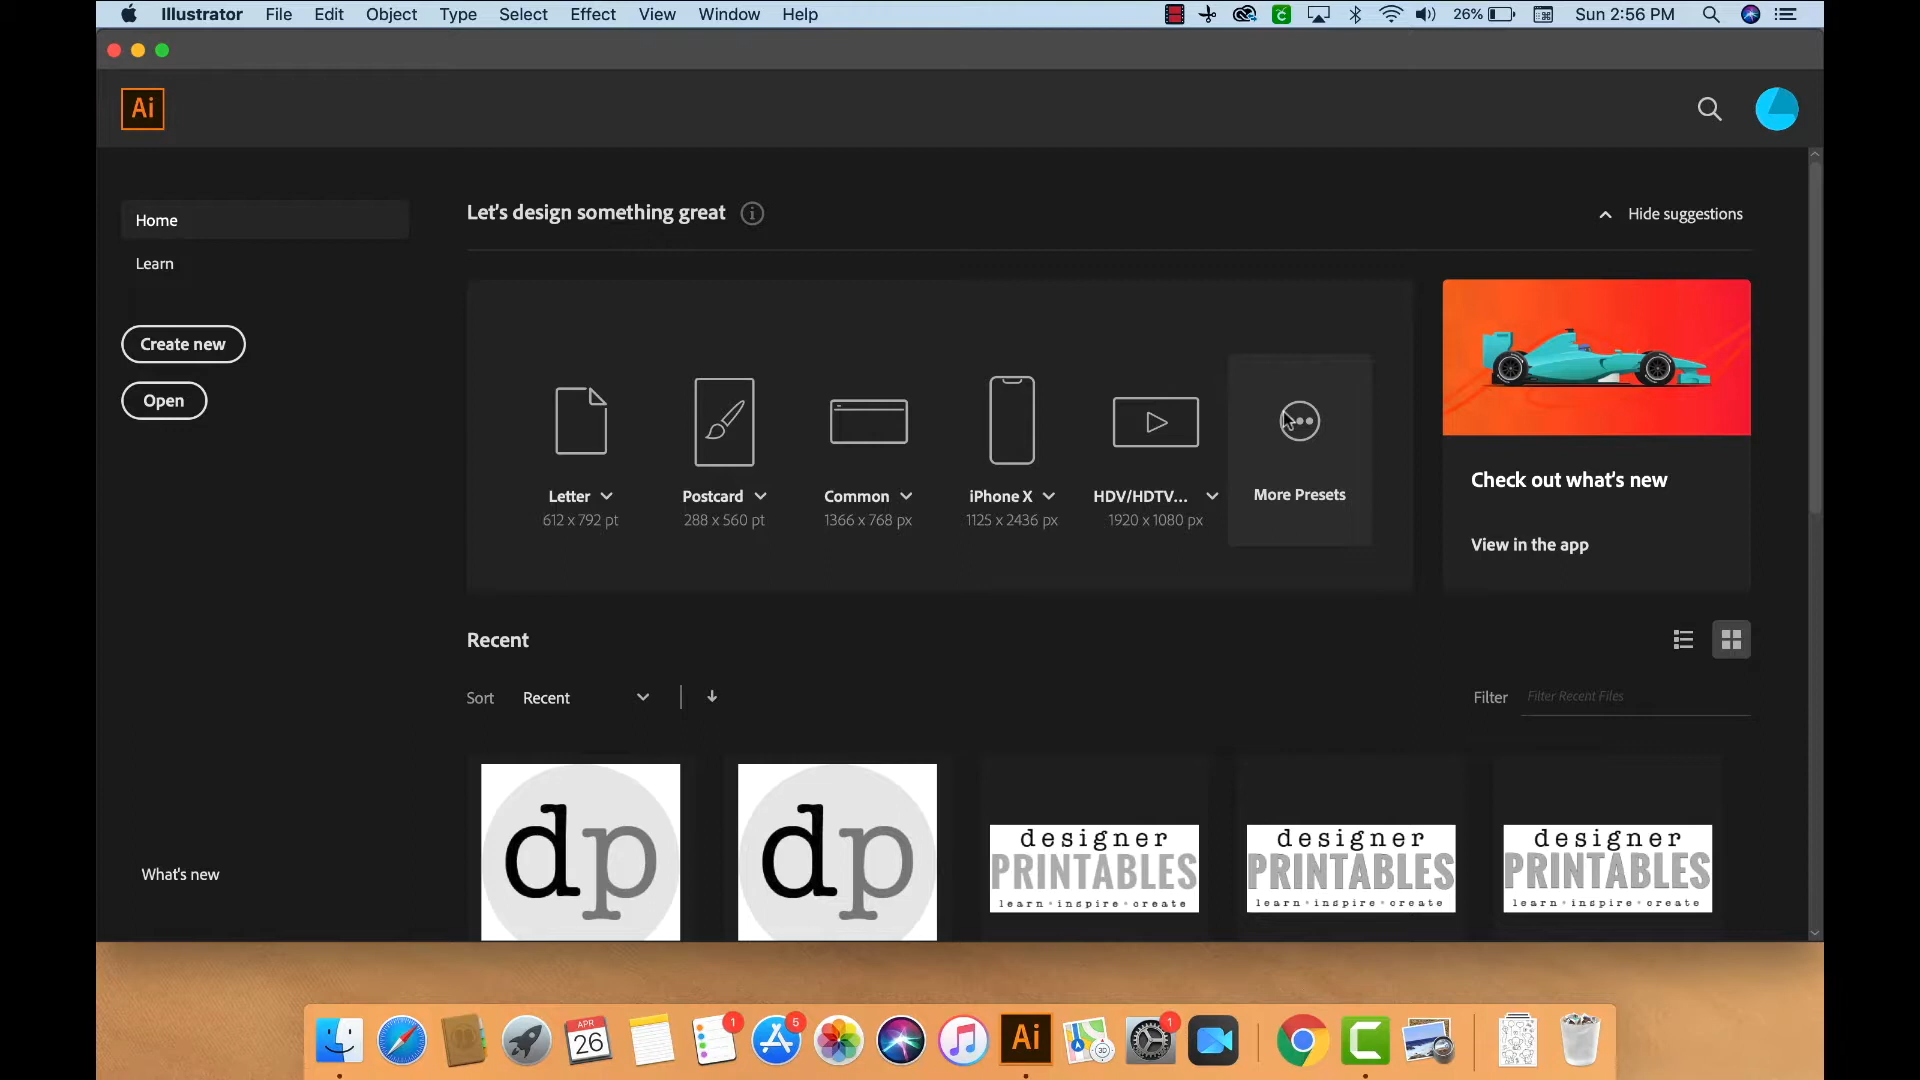 Illustrator File Edit Object Type Select Effect View Window Help 26% Sun 2:56 PM
Ai
Home
Learn
Create new
Open
What's new
Let's design something great
Hide suggestions
Letter
612 x 792 pt
Postcard
288 x 560 pt
Common
1366 x 768 px
iPhone X
1125 x 2436 px
HDV/HDTV...
1920 x 1080 px
More Presets
Check out what's new
View in the app
Recent
Sort Recent
Filter Filter Recent Files
dp
dp
designer
PRINTABLES
learn • inspire • create
designer
PRINTABLES
learn • inspire • create
designer
PRINTABLES
learn • inspire • create
APR
26
1
5
Ai
3D
1